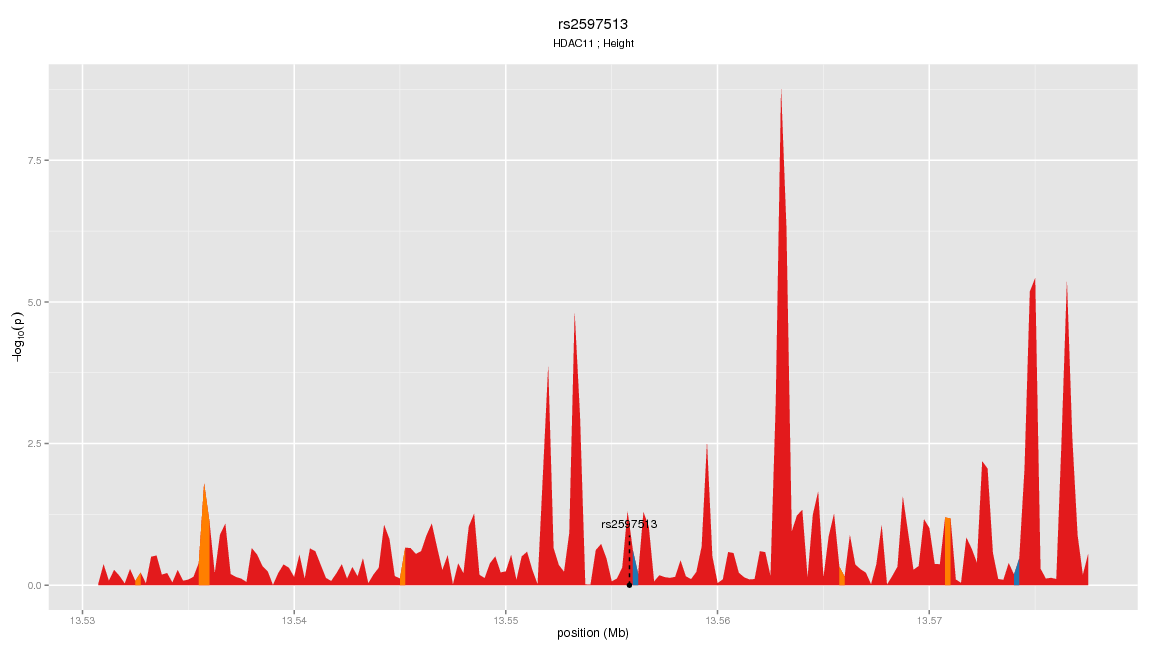 rs2597513
HDAC11 ; Height
7.5
5.0
2.5
0.0
−log10(p)
rs2597513
13.53 13.54 13.55 13.56 13.57
position (Mb)